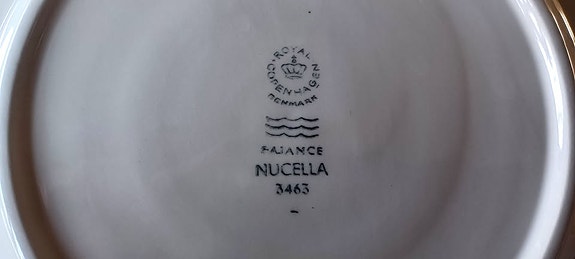 ROYAL
COPENHAGEN
DENMARK
FAJANCE
NUCELLA
3463